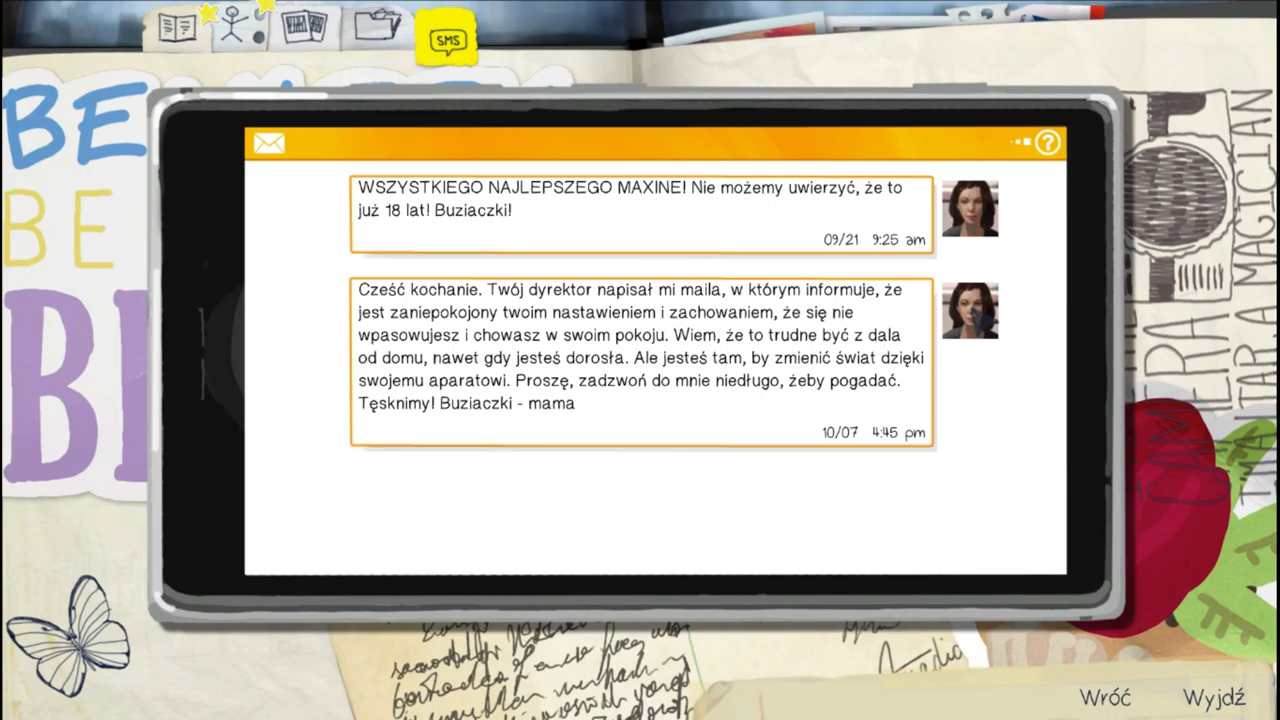 SMS
BE
BE
WSZYSTKIEGO NAJLEPSZEGO MAXINE! Nie możemy uwierzyć, że to
już 18 lat! Buziaczki!
09/21 9:25 am
Cześć kochanie. Twój dyrektor napisał mi maila, w którym informuje, że
jest zaniepokojony twoim nastawieniem i zachowaniem, że się nie
wpasowujesz i chowasz w swoim pokoju. Wiem, że to trudne być z dala
od domu, nawet gdy jesteś dorosła. Ale jesteś tam, by zmienić świat dzięki
swojemu aparatowi. Proszę, zadzwoń do mnie niedługo, żeby pogadać.
Tęsknimy! Buziaczki - mama
10/07 4:45 pm
CAMERA
MAGICIAN
Wróć
Wyjdź